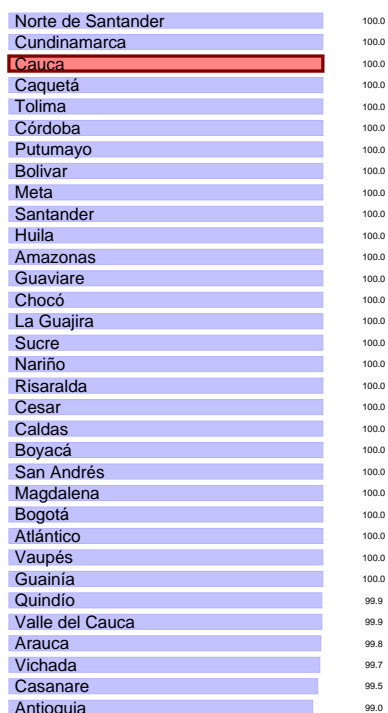 Norte de Santander 100.0
Cundinamarca 100.0
Cauca 100.0
Caquetá 100.0
Tolima 100.0
Córdoba 100.0
Putumayo 100.0
Bolivar 100.0
Meta 100.0
Santander 100.0
Huila 100.0
Amazonas 100.0
Guaviare 100.0
Chocó 100.0
La Guajira 100.0
Sucre 100.0
Nariño 100.0
Risaralda 100.0
Cesar 100.0
Caldas 100.0
Boyacá 100.0
San Andrés 100.0
Magdalena 100.0
Bogotá 100.0
Atlántico 100.0
Vaupés 100.0
Guainía 100.0
Quindío 99.9
Valle del Cauca 99.9
Arauca 99.8
Vichada 99.7
Casanare 99.5
Antioquia 99.0